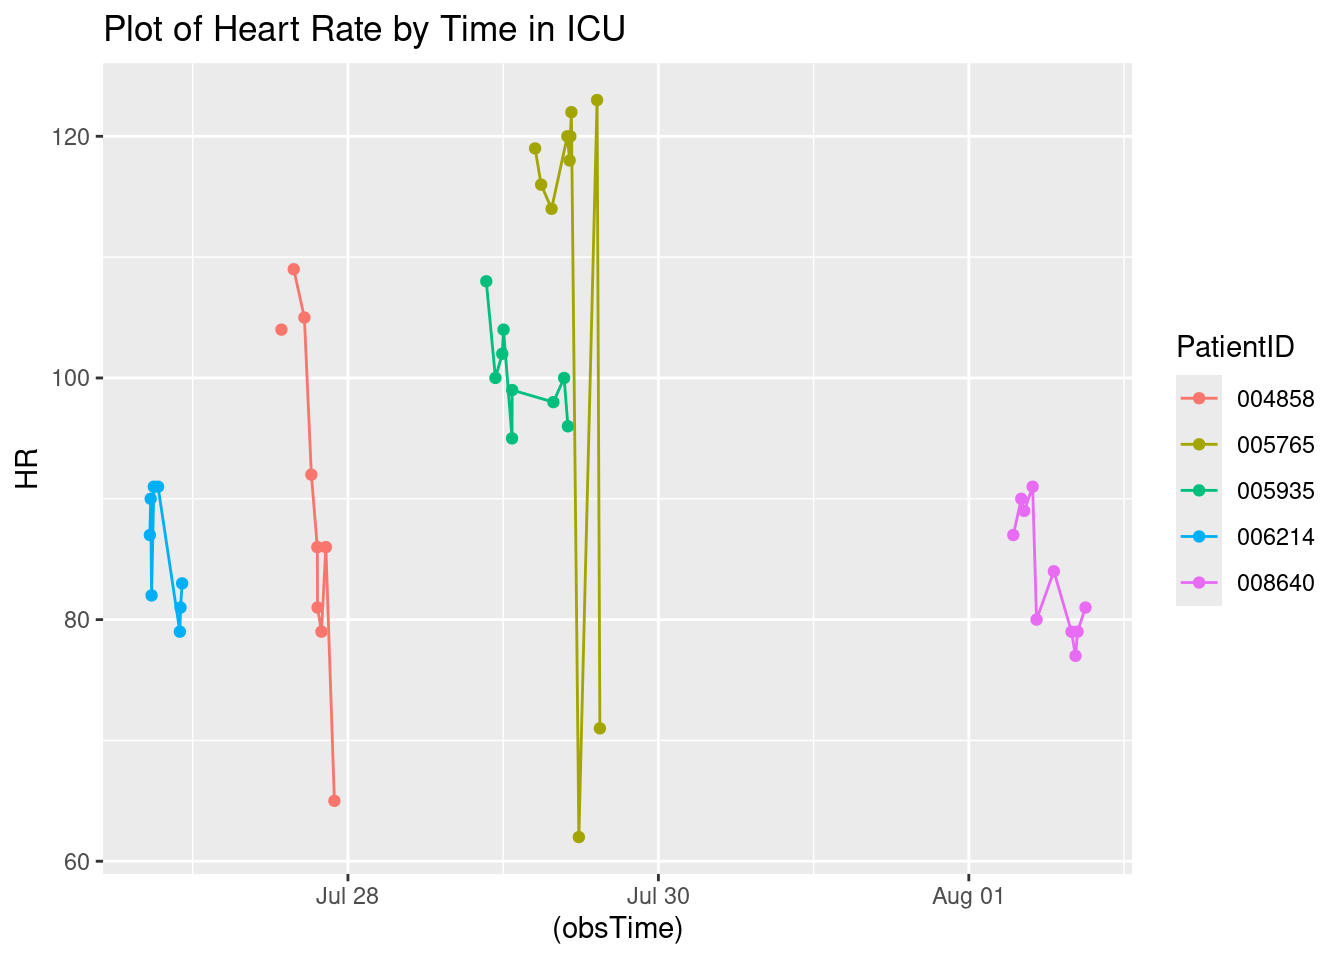 Plot of Heart Rate by Time in ICU
120
100
80
60
HR
Jul 28
Jul 30
Aug 01
(obsTime)
PatientID
004858
005765
005935
006214
008640